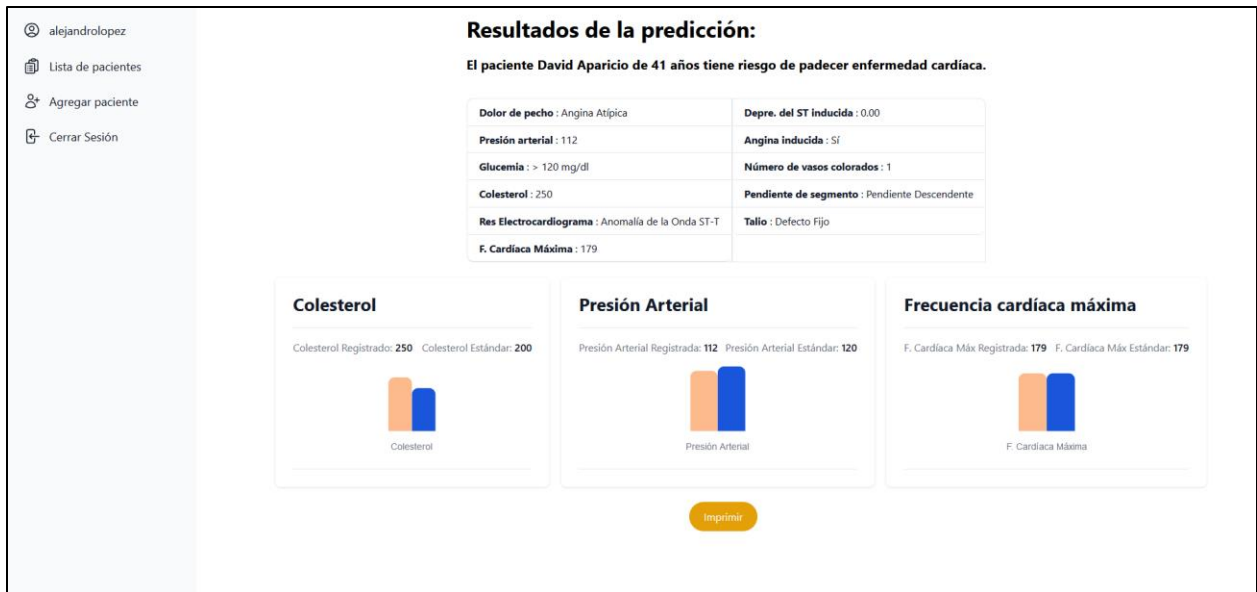 alejandrolopez
Lista de pacientes
Agregar paciente
Cerrar Sesión
Resultados de la predicción:
El paciente David Aparicio de 41 años tiene riesgo de padecer enfermedad cardíaca.
Dolor de pecho : Angina Atípica
Depre. del ST inducida : 0.00
Presión arterial : 112
Angina inducida : Sí
Glucemia : > 120 mg/dl
Número de vasos colorados : 1
Colesterol : 250
Pendiente de segmento : Pendiente Descendente
Res Electrocardiograma : Anomalía de la Onda ST-T
Talio : Defecto Fijo
F. Cardíaca Máxima : 179
Colesterol
Colesterol Registrado: 250 Colesterol Estándar: 200
Colesterol
Presión Arterial
Presión Arterial Registrada: 112 Presión Arterial Estándar: 120
Presión Arterial
Frecuencia cardíaca máxima
F. Cardíaca Máx Registrada: 179 F. Cardíaca Máx Estándar: 179
F. Cardíaca Máxima
Imprimir